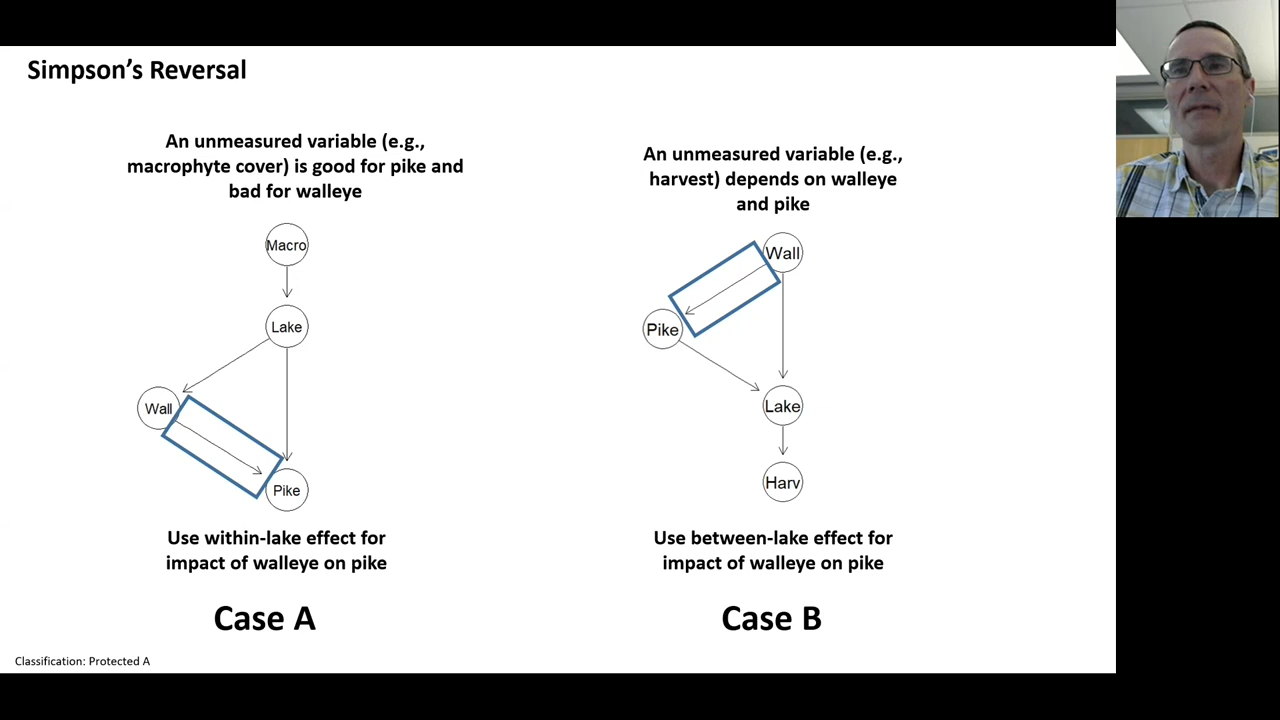 Simpson's Reversal
An unmeasured variable (e.g.,
macrophyte cover) is good for pike and
bad for walleye
Macro
Lake
Wall
Pike
Use within-lake effect for
impact of walleye on pike
Case A
An unmeasured variable (e.g.,
harvest) depends on walleye
and pike
Wall
Pike
Lake
Harv
Use between-lake effect for
impact of walleye on pike
Case B
Classification: Protected A